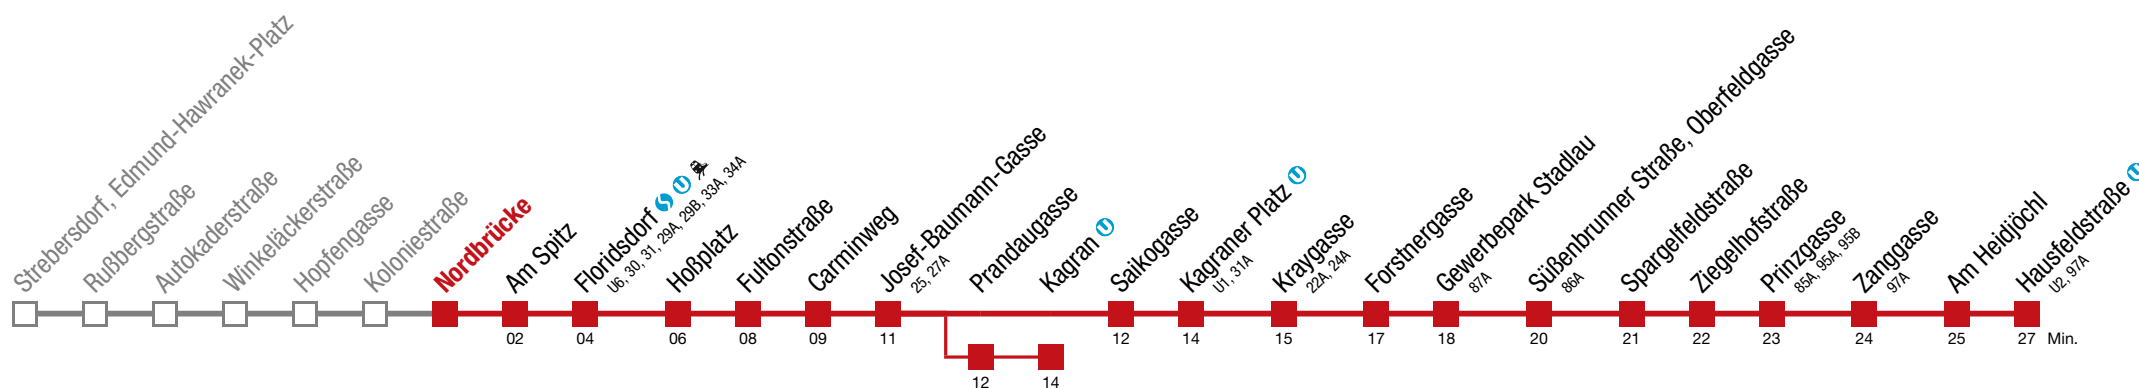 Strebersdorf, Edmund-Hawranek-Platz
Rußbergstraße
Autokaderstraße
Winkeläckerstraße
Hopfengasse
Koloniestraße
Nordbrücke
Am Spitz
02
Floridsdorf S U
U6, 30, 31, 29A, 29B, 33A, 34A
04
Hoßplatz
06
Fultonstraße
08
Carminweg
09
Josef-Baumann-Gasse
25, 27A
11
Prandaugasse
12
Kagran U
14
Saikogasse
12
Kagraner Platz U
U1, 31A
14
Kraygasse
22A, 24A
15
Forstnergasse
17
Gewerbepark Stadlau
87A
18
Süßenbrunner Straße, Oberfeldgasse
86A
20
Spargelfeldstraße
21
Ziegelhofstraße
22
Prinzgasse
85A, 95A, 95B
23
Zanggasse
97A
24
Am Heidjöchl
25
Hausfeldstraße U
U2, 97A
27 Min.